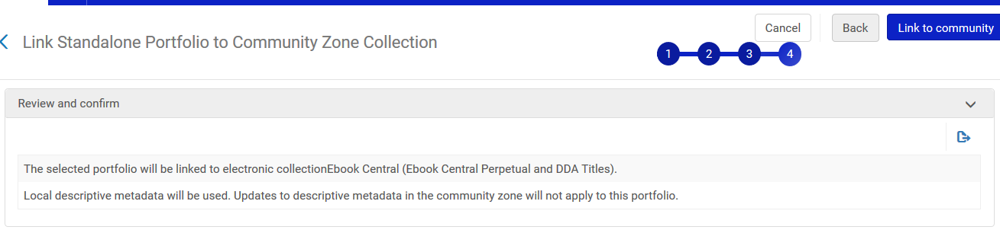 Link Standalone Portfolio to Community Zone Collection
Cancel
Back
Link to community
1 2 3 4
Review and confirm
The selected portfolio will be linked to electronic collectionEbook Central (Ebook Central Perpetual and DDA Titles).
Local descriptive metadata will be used. Updates to descriptive metadata in the community zone will not apply to this portfolio.